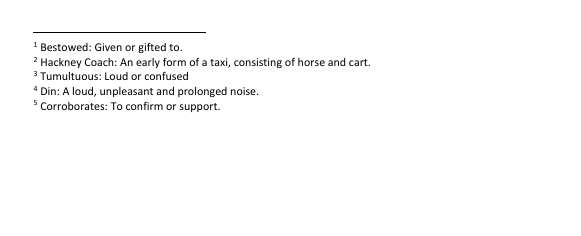 1 Bestowed: Given or gifted to.
2 Hackney Coach: An early form of a taxi, consisting of horse and cart.
3 Tumultuous: Loud or confused
4 Din: A loud, unpleasant and prolonged noise.
5 Corroborates: To confirm or support.